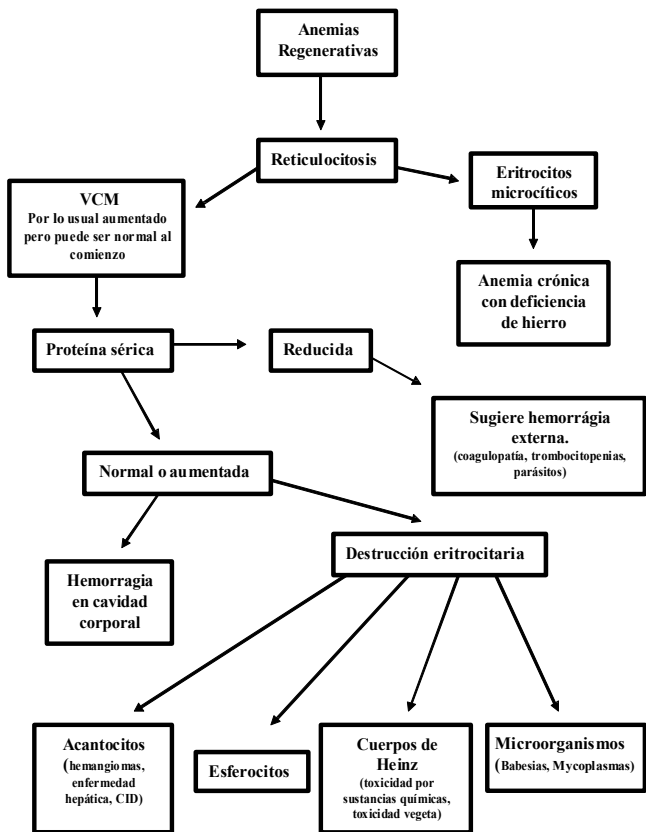 Anemias
Regenerativas
Reticulocitosis
VCM
Por lo usual aumentado
pero puede ser normal al
comienzo
Eritrocitos
microcíticos
Anemia crónica
con deficiencia
de hierro
Proteína sérica
Reducida
Sugiere hemorrágia
externa.
(coagulopatía, trombocitopenias,
parásitos)
Normal o aumentada
Hemorragia
en cavidad
corporal
Destrucción eritrocitaria
Acantocitos
(hemangiomas,
enfermedad
hepática, CID)
Esferocitos
Cuerpos de
Heinz
(toxicidad por
sustancias químicas,
toxicidad vegeta)
Microorganismos
(Babesias, Mycoplasmas)